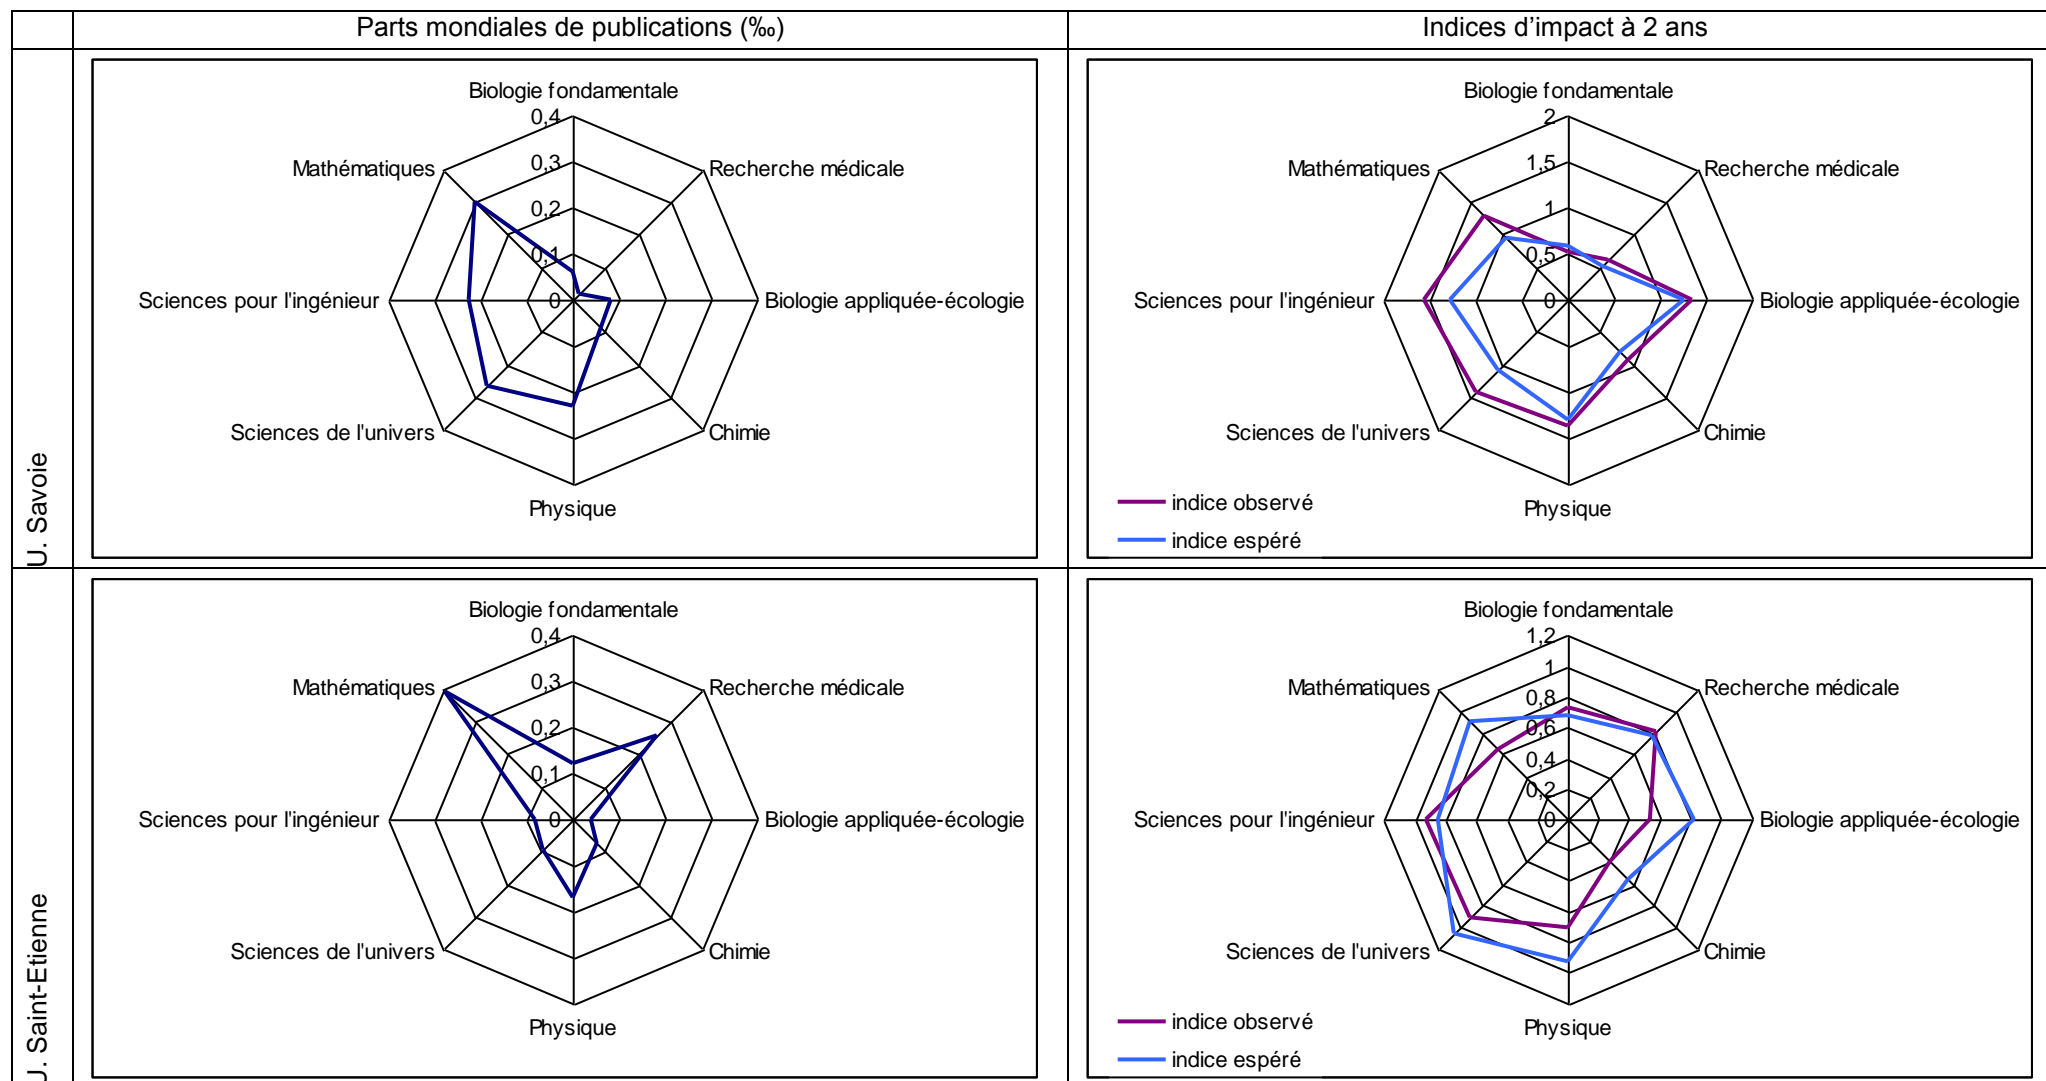 Parts mondiales de publications (‰)
Indices d'impact à 2 ans
U. Savoie
Biologie fondamentale
0,4
Mathématiques
Recherche médicale
0,3
0,2
0,1
Sciences pour l'ingénieur
0
Biologie appliquée-écologie
Sciences de l'univers
Chimie
Physique
Biologie fondamentale
2
Mathématiques
Recherche médicale
1,5
1
0,5
Sciences pour l'ingénieur
0
Biologie appliquée-écologie
Sciences de l'univers
Chimie
Physique
indice observé
indice espéré
U. Saint-Etienne
Biologie fondamentale
0,4
Mathématiques
Recherche médicale
0,3
0,2
0,1
Sciences pour l'ingénieur
0
Biologie appliquée-écologie
Sciences de l'univers
Chimie
Physique
Biologie fondamentale
1,2
1
Mathématiques
Recherche médicale
0,8
0,6
0,4
0,2
Sciences pour l'ingénieur
0
Biologie appliquée-écologie
Sciences de l'univers
Chimie
Physique
indice observé
indice espéré